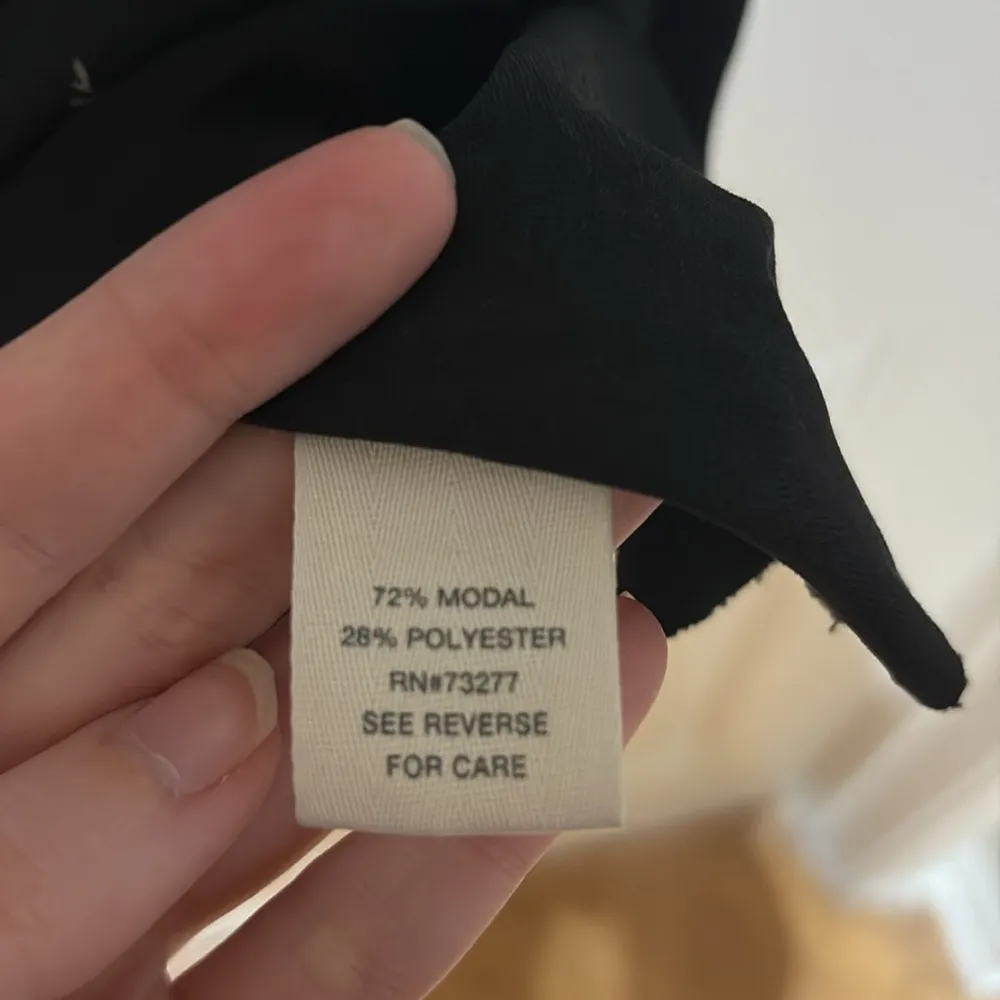 72% MODAL
28% POLYESTER
RN#73277
SEE REVERSE
FOR CARE